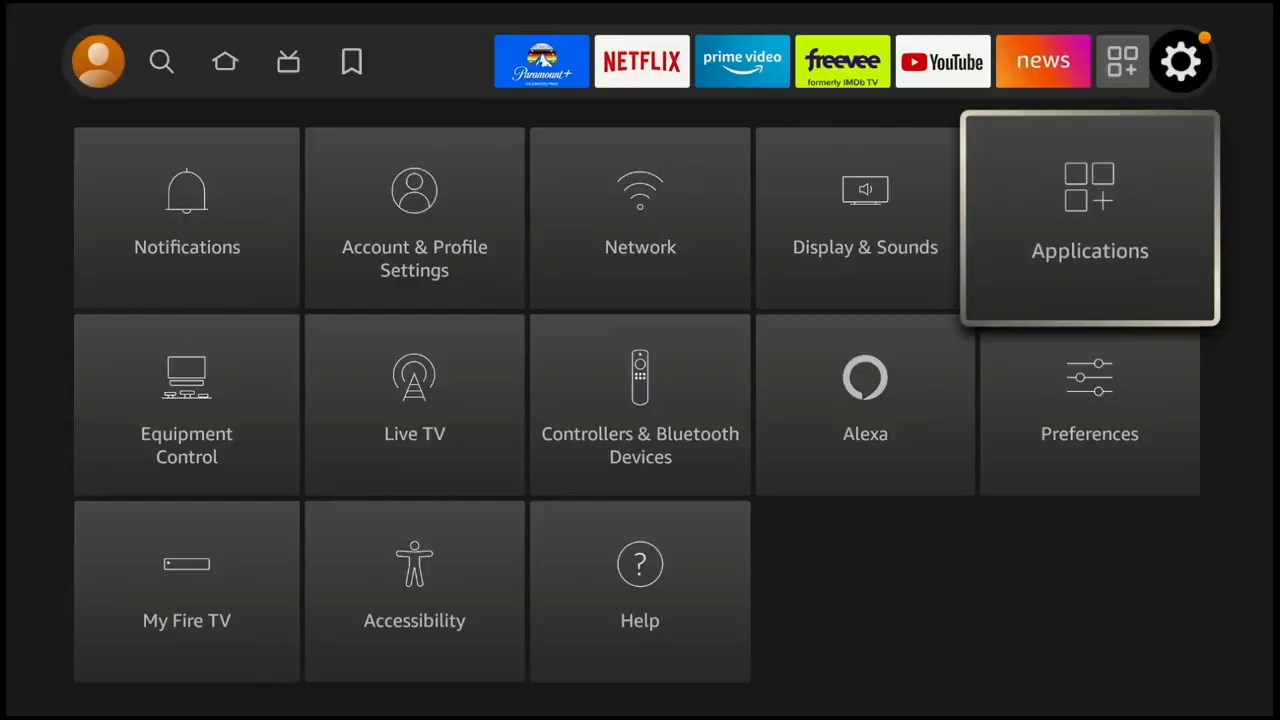 Paramount+
NETFLIX
prime video
freevee
formerly IMDb TV
YouTube
news
Notifications
Account & Profile
Settings
Network
Display & Sounds
Applications
Equipment
Control
Live TV
Controllers & Bluetooth
Devices
Alexa
Preferences
My Fire TV
Accessibility
?
Help